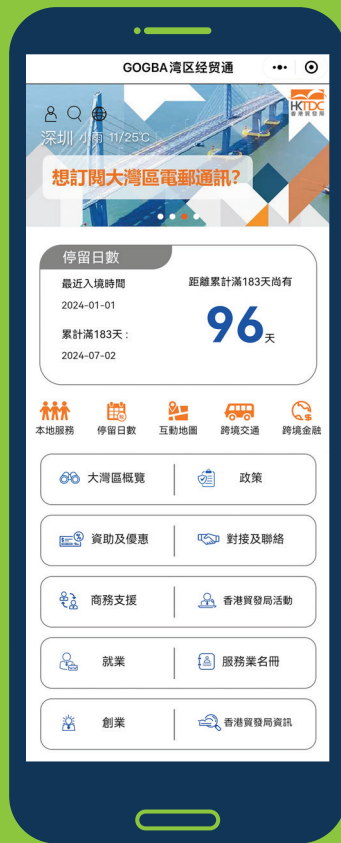 GOGBA湾区经贸通
HKTDC
香港貿發局
深圳 小雨 11/25℃
想訂閱大灣區電郵通訊?
停留日數
最近入境時間
2024-01-01
累計滿183天 :
2024-07-02
距離累計滿183天尚有
96天
本地服務 停留日數 互動地圖 跨境交通 跨境金融
大灣區概覽 政策
資助及優惠 對接及聯絡
商務支援 香港貿發局活動
就業 服務業名冊
創業 香港貿發局資訊